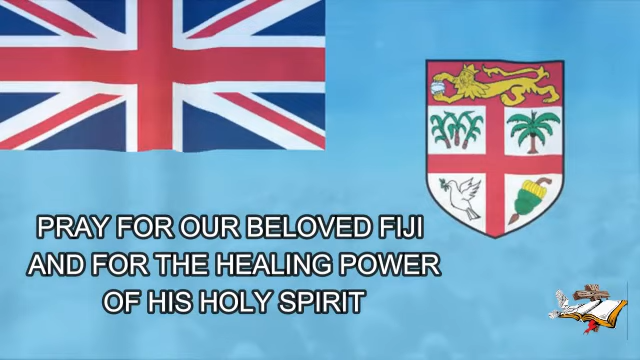 PRAY FOR OUR BELOVED FIJI
AND FOR THE HEALING POWER
OF HIS HOLY SPIRIT